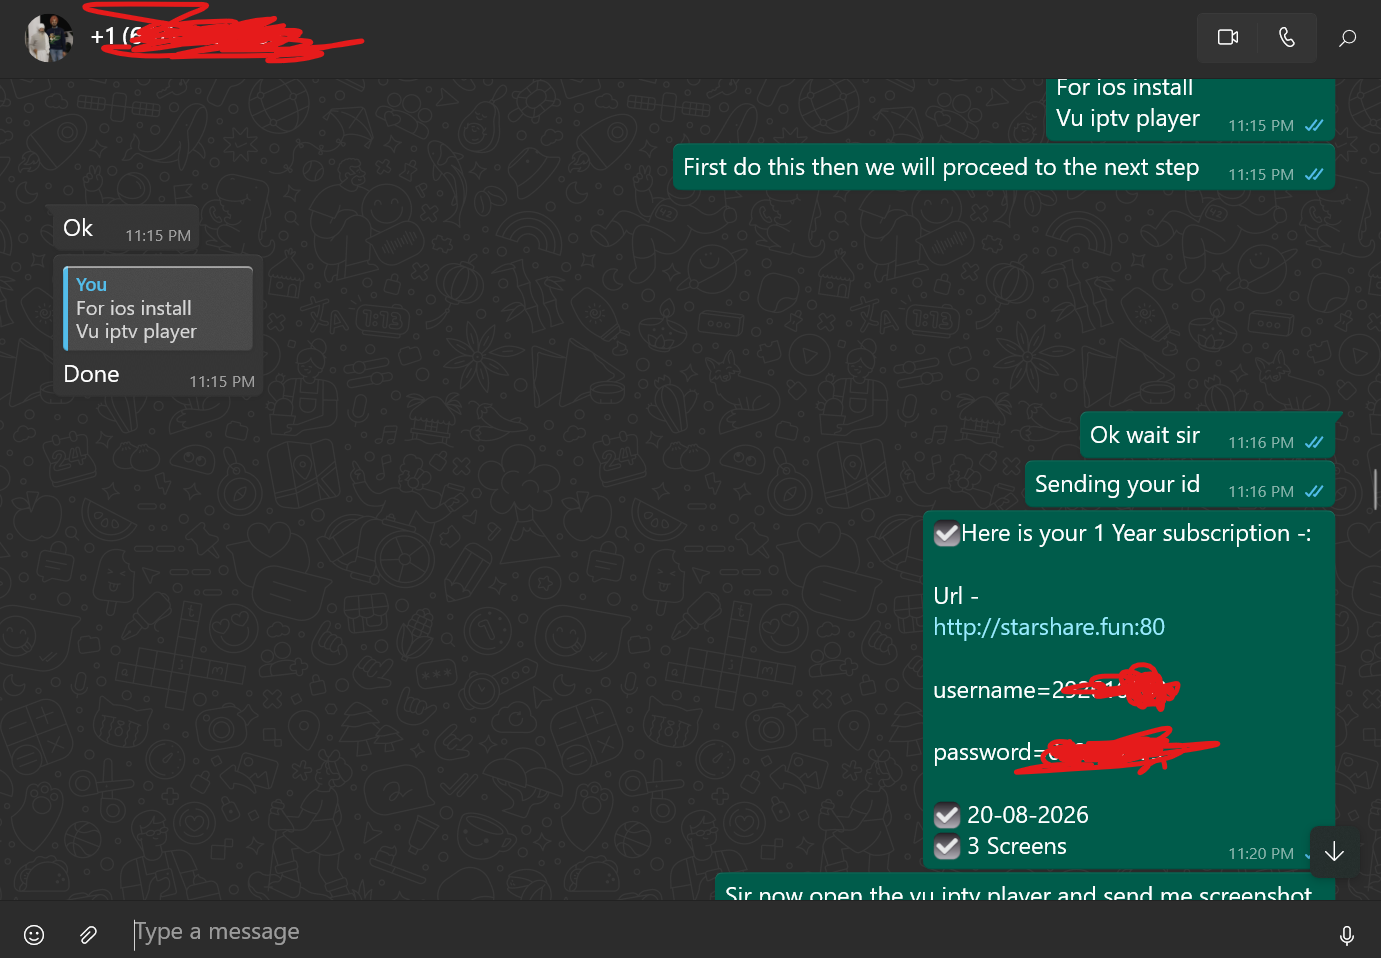 +1 (6
For ios install
Vu iptv player
11:15 PM
First do this then we will proceed to the next step
11:15 PM
Ok
11:15 PM
You
For ios install
Vu iptv player
Done
11:15 PM
Ok wait sir
11:16 PM
Sending your id
11:16 PM
Here is your 1 Year subscription -:
Url -
http://starshare.fun:80
username=
password=
20-08-2026
3 Screens
11:20 PM
Sir now open the vu iptv player and send me screenshot
Type a message